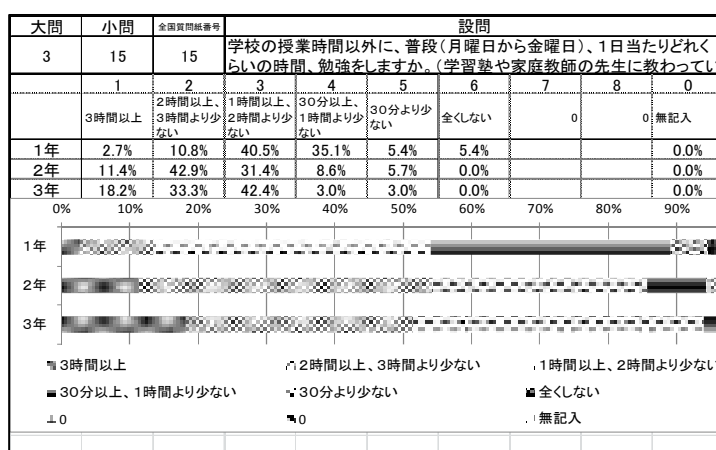 大問 小問 全国質問紙番号 設問
3 15 15 学校の授業時間以外に、普段(月曜日から金曜日)、1日当たりどれく
らいの時間、勉強をしますか。(学習塾や家庭教師の先生に教わってい
1 2 3 4 5 6 7 8 0
3時間以上 2時間以上、3時間より少ない 1時間以上、2時間より少ない 30分以上、1時間より少ない 30分より少ない 全くしない 0 0 無記入
1年 2.7% 10.8% 40.5% 35.1% 5.4% 5.4% 0.0%
2年 11.4% 42.9% 31.4% 8.6% 5.7% 0.0% 0.0%
3年 18.2% 33.3% 42.4% 3.0% 3.0% 0.0% 0.0%
0% 10% 20% 30% 40% 50% 60% 70% 80% 90%
1年
2年
3年
3時間以上 2時間以上、3時間より少ない 1時間以上、2時間より少ない
30分以上、1時間より少ない 30分より少ない 全くしない
0 0 無記入